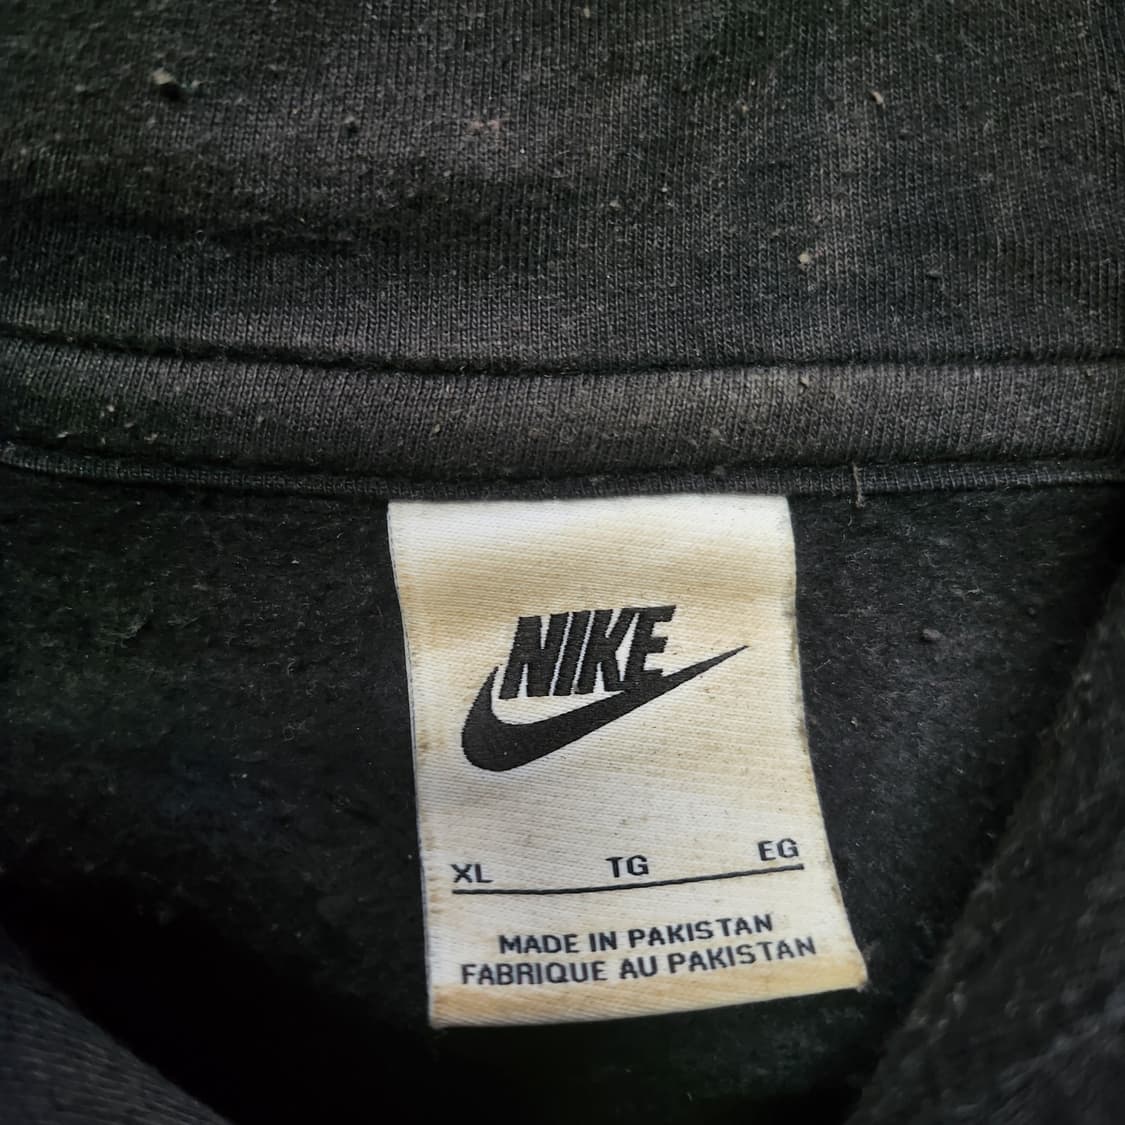 NIKE
XL TG EG
MADE IN PAKISTAN
FABRIQUE AU PAKISTAN